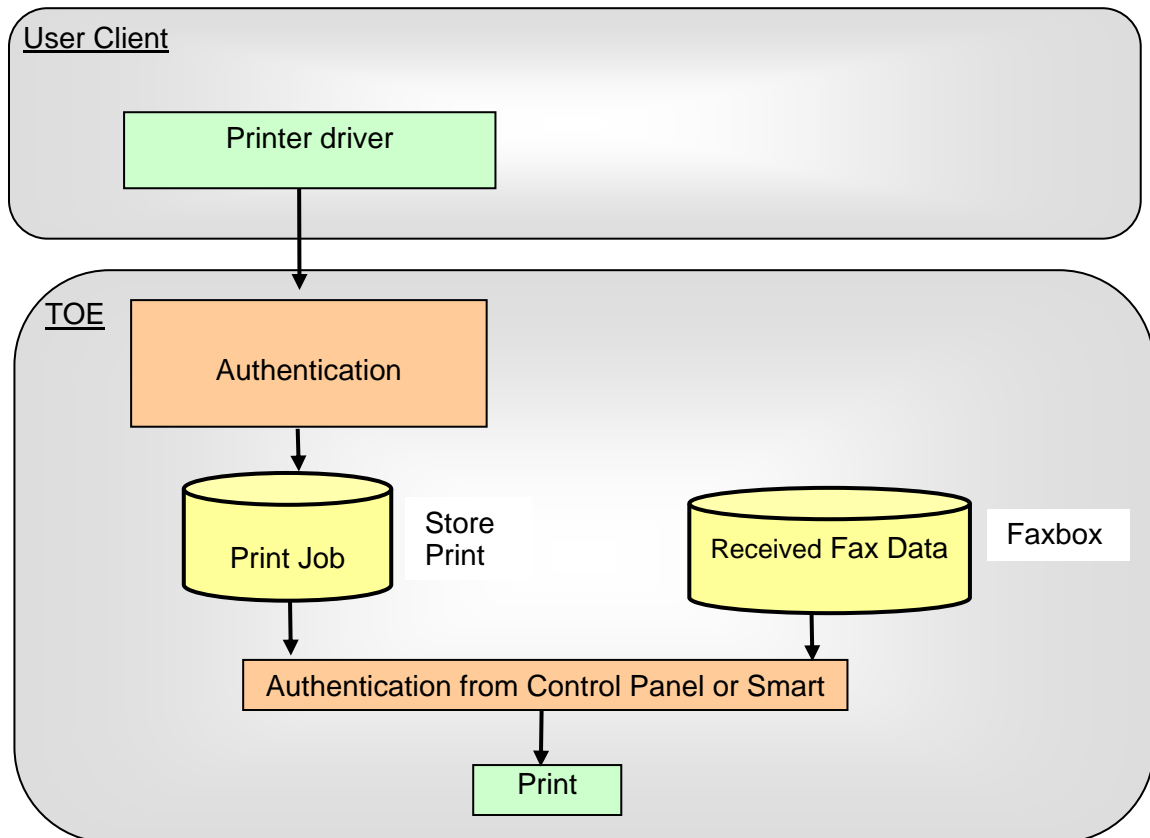 User Client
Printer driver
TOE
Authentication
Print Job
Store
Print
Received Fax Data
Faxbox
Authentication from Control Panel or Smart
Print